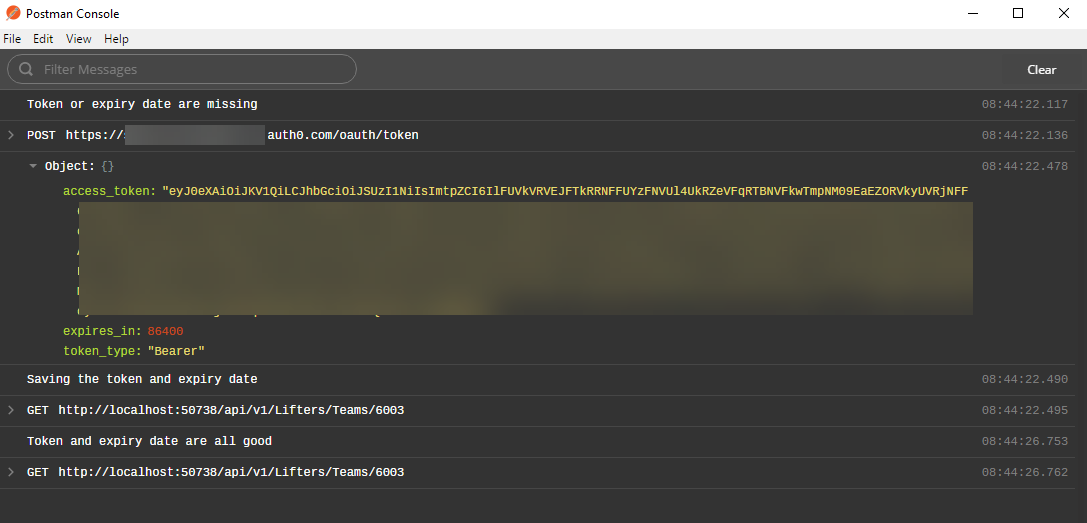 Postman Console
File Edit View Help
Filter Messages
Clear
Token or expiry date are missing 08:44:22.117
POST https:// auth0.com/oauth/token 08:44:22.136
Object: {} 08:44:22.478
access_token: "eyJ0eXAiOiJKV1QiLCJhbGciOiJSUzI1NiIsImtpZCI6IlFUVkVRVEJFTkRRNFFUYzFNVUl4UkRZeVFqRTBNVFkwTmpNM09EaEZORVkyUVRjNFF
expires_in: 86400
token_type: "Bearer"
Saving the token and expiry date 08:44:22.490
GET http://localhost:50738/api/v1/Lifters/Teams/6003 08:44:22.495
Token and expiry date are all good 08:44:26.753
GET http://localhost:50738/api/v1/Lifters/Teams/6003 08:44:26.762